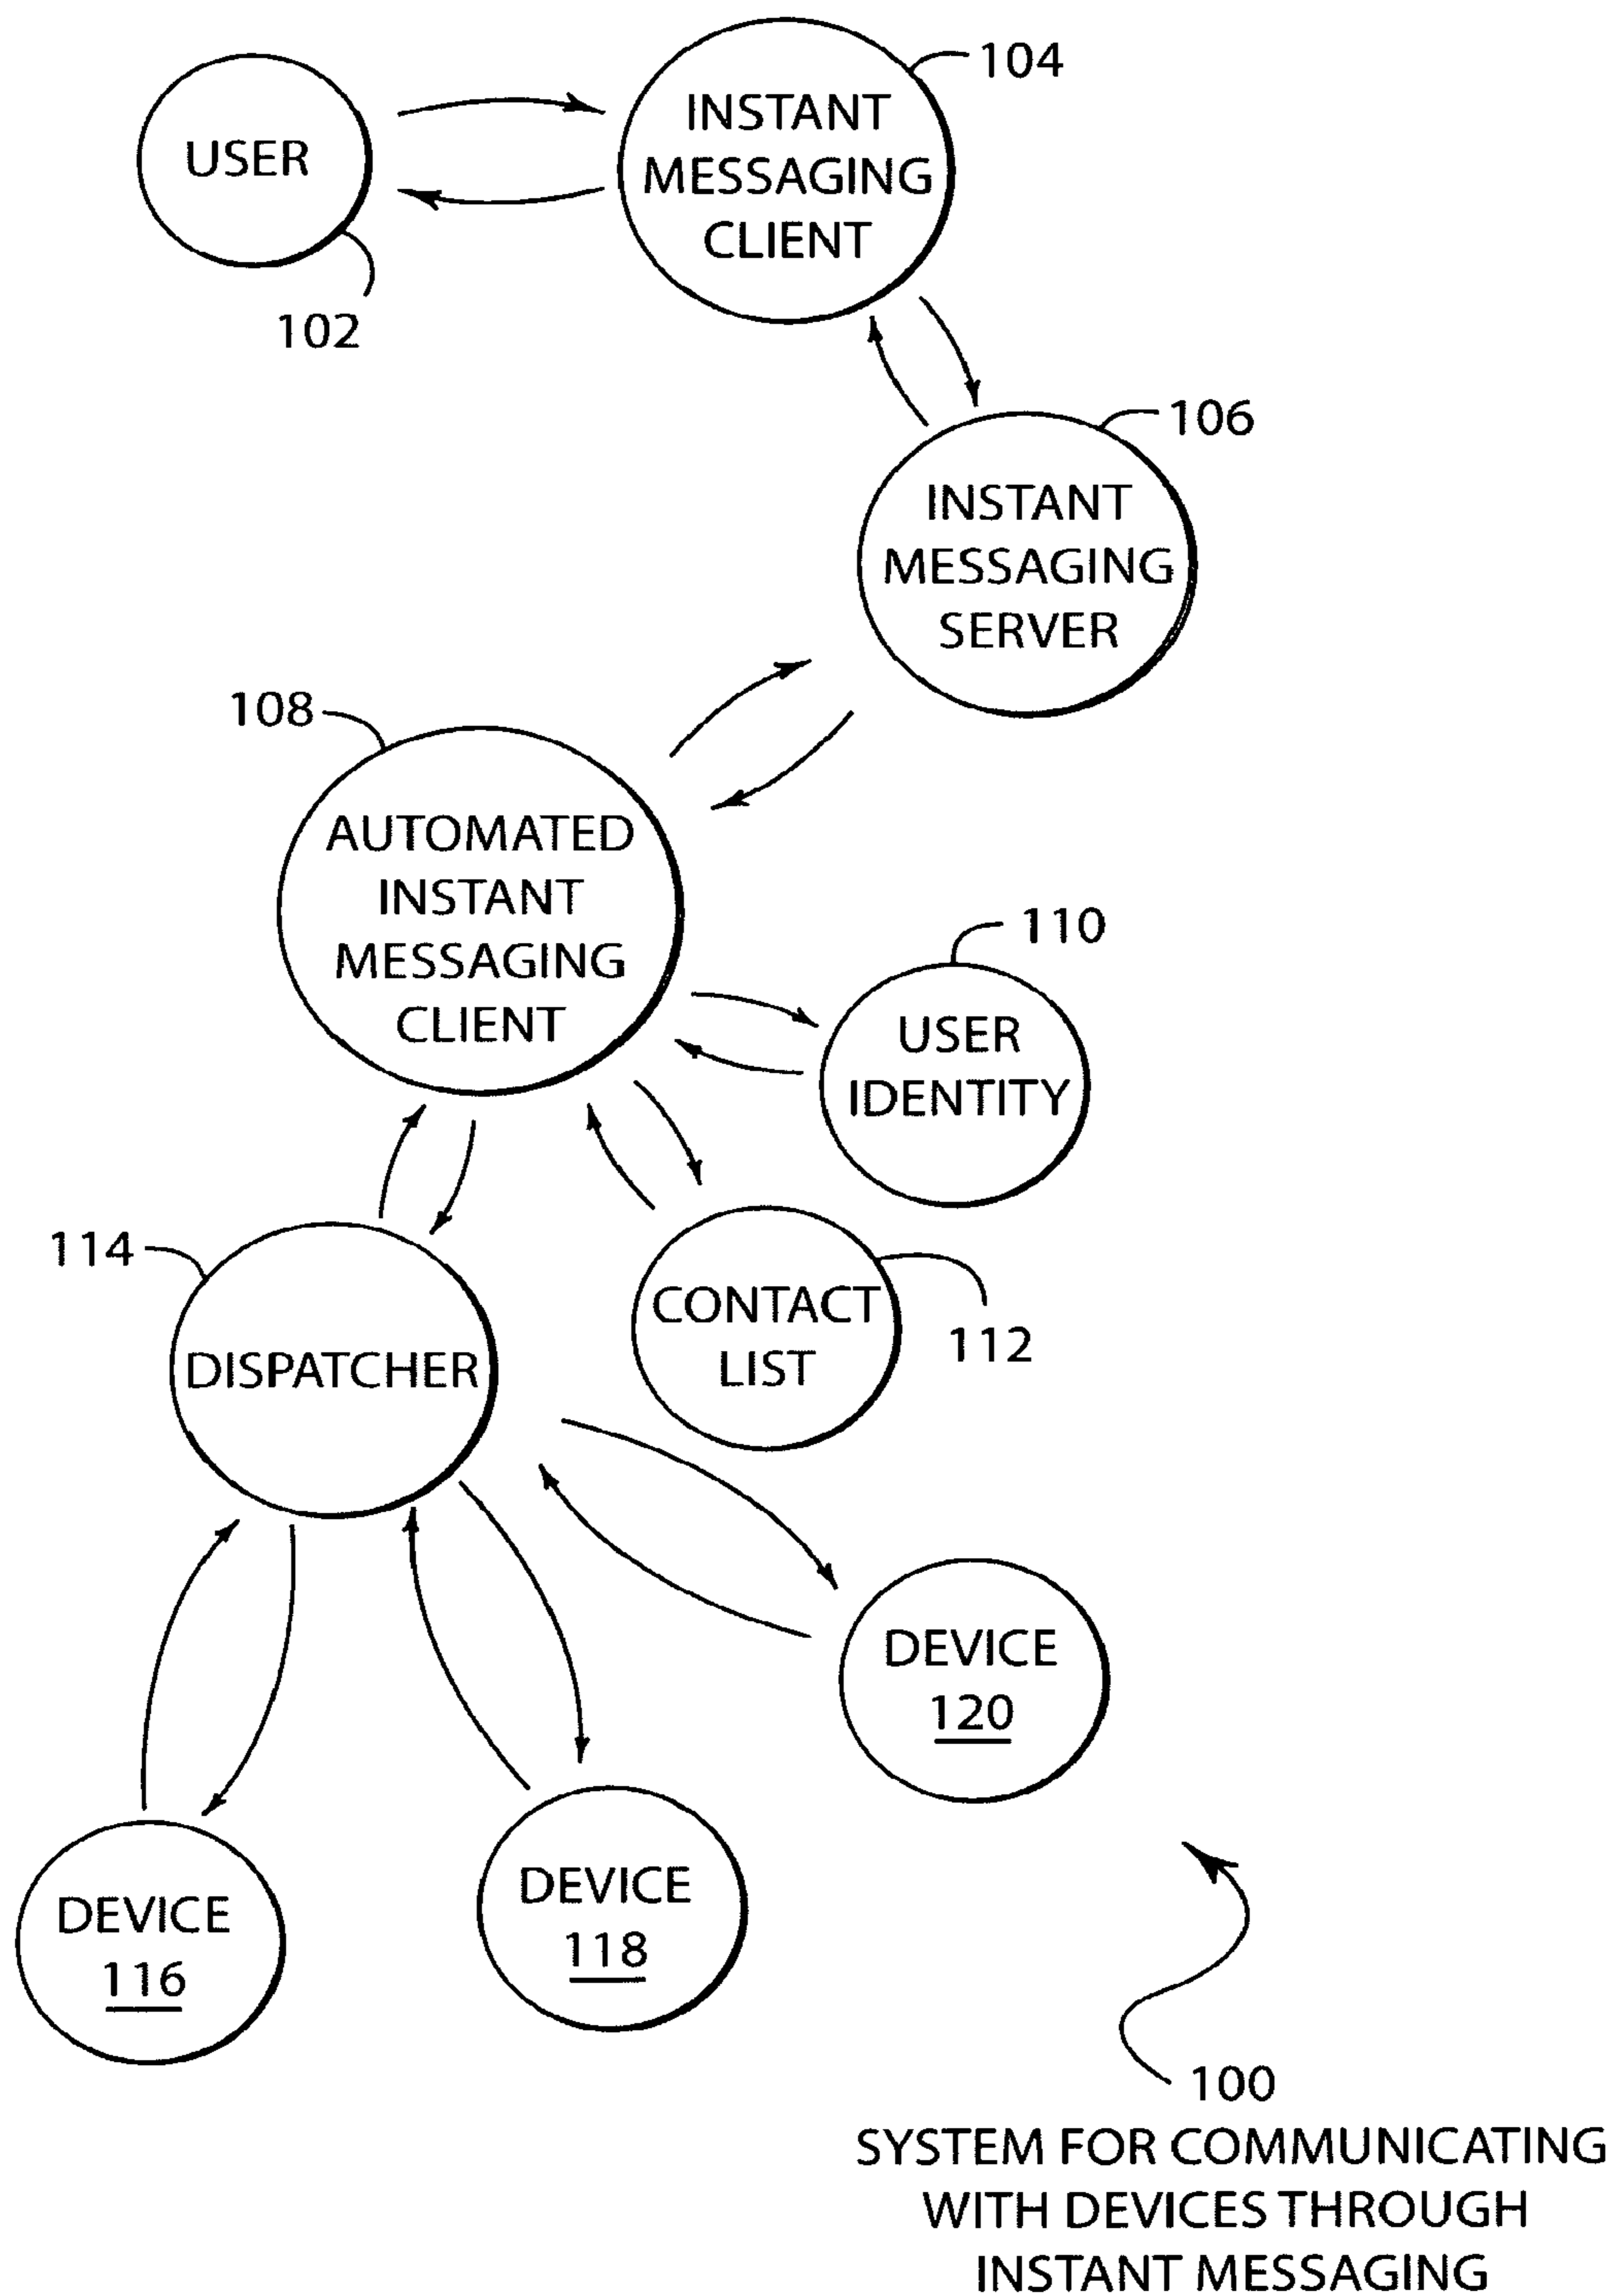 104
INSTANT
MESSAGING
CLIENT
USER
102
106
INSTANT
MESSAGING
SERVER
108
AUTOMATED
INSTANT
MESSAGING
CLIENT
110
USER
IDENTITY
114
DISPATCHER
CONTACT
LIST
112
DEVICE
120
DEVICE
118
DEVICE
116
100
SYSTEM FOR COMMUNICATING
WITH DEVICES THROUGH
INSTANT MESSAGING